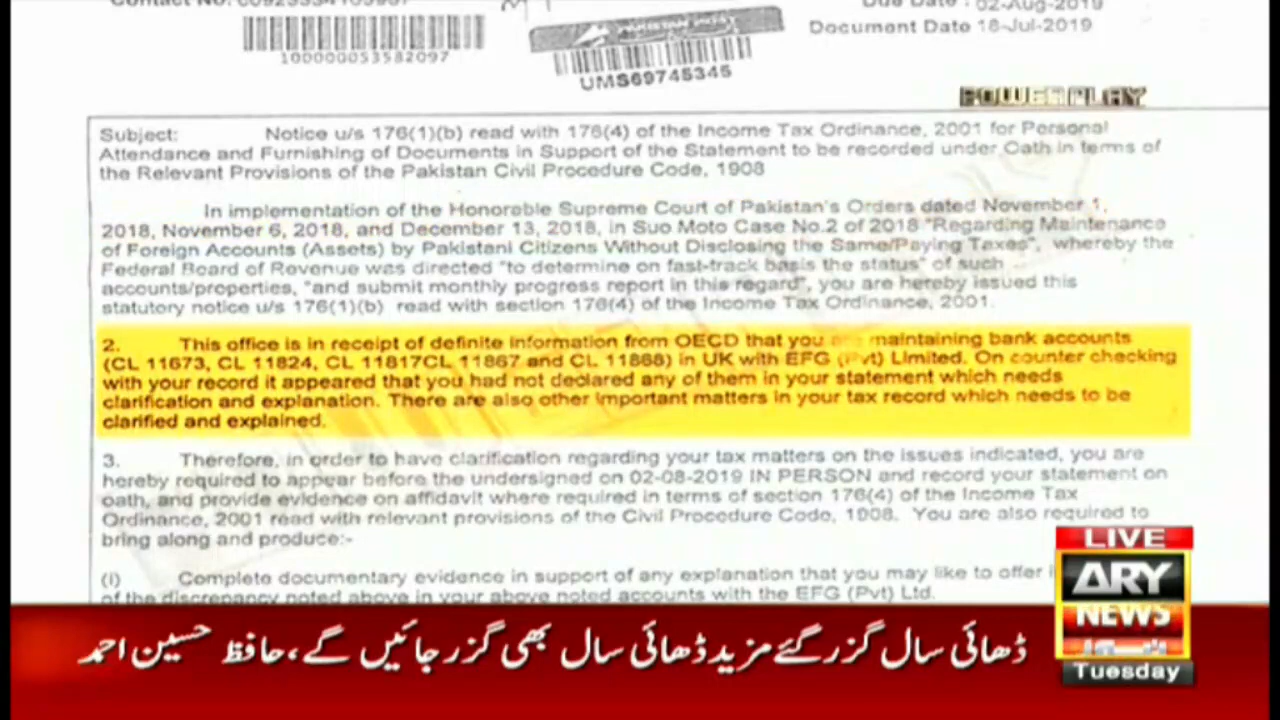 Due Date : 02-Aug-2019
Document Date 18-Jul-2019
100000053582097
PAKISTAN POST
UMS69745345
POWERPLAY
Subject: Notice u/s 176(1)(b) read with 176(4) of the Income Tax Ordinance, 2001 for Personal
Attendance and Furnishing of Documents in Support of the Statement to be recorded under Oath in terms of
the Relevant Provisions of the Pakistan Civil Procedure Code, 1908
In implementation of the Honorable Supreme Court of Pakistan's Orders dated November 1,
2018, November 6, 2018, and December 13, 2018, in Suo Moto Case No.2 of 2018 "Regarding Maintenance
of Foreign Accounts (Assets) by Pakistani Citizens Without Disclosing the Same/Paying Taxes", whereby the
Federal Board of Revenue was directed "to determine on fast-track basis the status" of such
accounts/properties, "and submit monthly progress report in this regard", you are hereby issued this
statutory notice u/s 176(1)(b) read with section 176(4) of the Income Tax Ordinance, 2001.
2. This office is in receipt of definite information from OECD that you are maintaining bank accounts
(CL 11673, CL 11824, CL 11817CL 11867 and CL 11868) in UK with EFG (Pvt) Limited. On counter checking
with your record it appeared that you had not declared any of them in your statement which needs
clarification and explanation. There are also other important matters in your tax record which needs to be
clarified and explained.
3. Therefore, in order to have clarification regarding your tax matters on the issues indicated, you are
hereby required to appear before the undersigned on 02-08-2019 IN PERSON and record your statement on
oath, and provide evidence on affidavit where required in terms of section 176(4) of the Income Tax
Ordinance, 2001 read with relevant provisions of the Civil Procedure Code, 1908. You are also required to
bring along and produce:-
(i) Complete documentary evidence in support of any explanation that you may like to offer
of the discrepancy noted above in your above noted accounts with the EFG (Pvt) Ltd.
LIVE
ARY
NEWS
Tuesday
ڈھائی سال گزر گئے مزید ڈھائی سال بھی گزر جائیں گے، حافظ حسین احمد